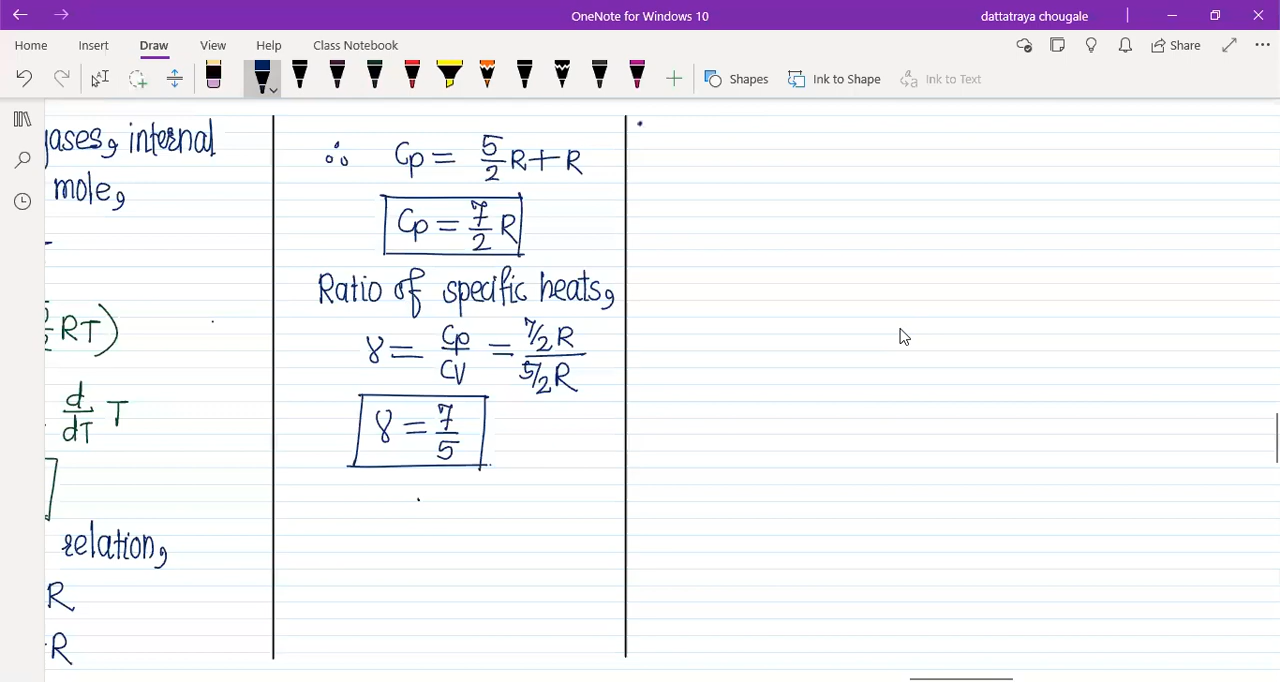 OneNote for Windows 10
dattatraya chougale
Home Insert Draw View Help Class Notebook
Share
Shapes Ink to Shape Ink to Text
gases, internal
mole,
RT)
d/dT T
relation,
R
R
∴ Cp = 5/2 R + R
Cp = 7/2 R
Ratio of specific heats,
γ = Cp/CV = 7/2 R / 5/2 R
γ = 7/5